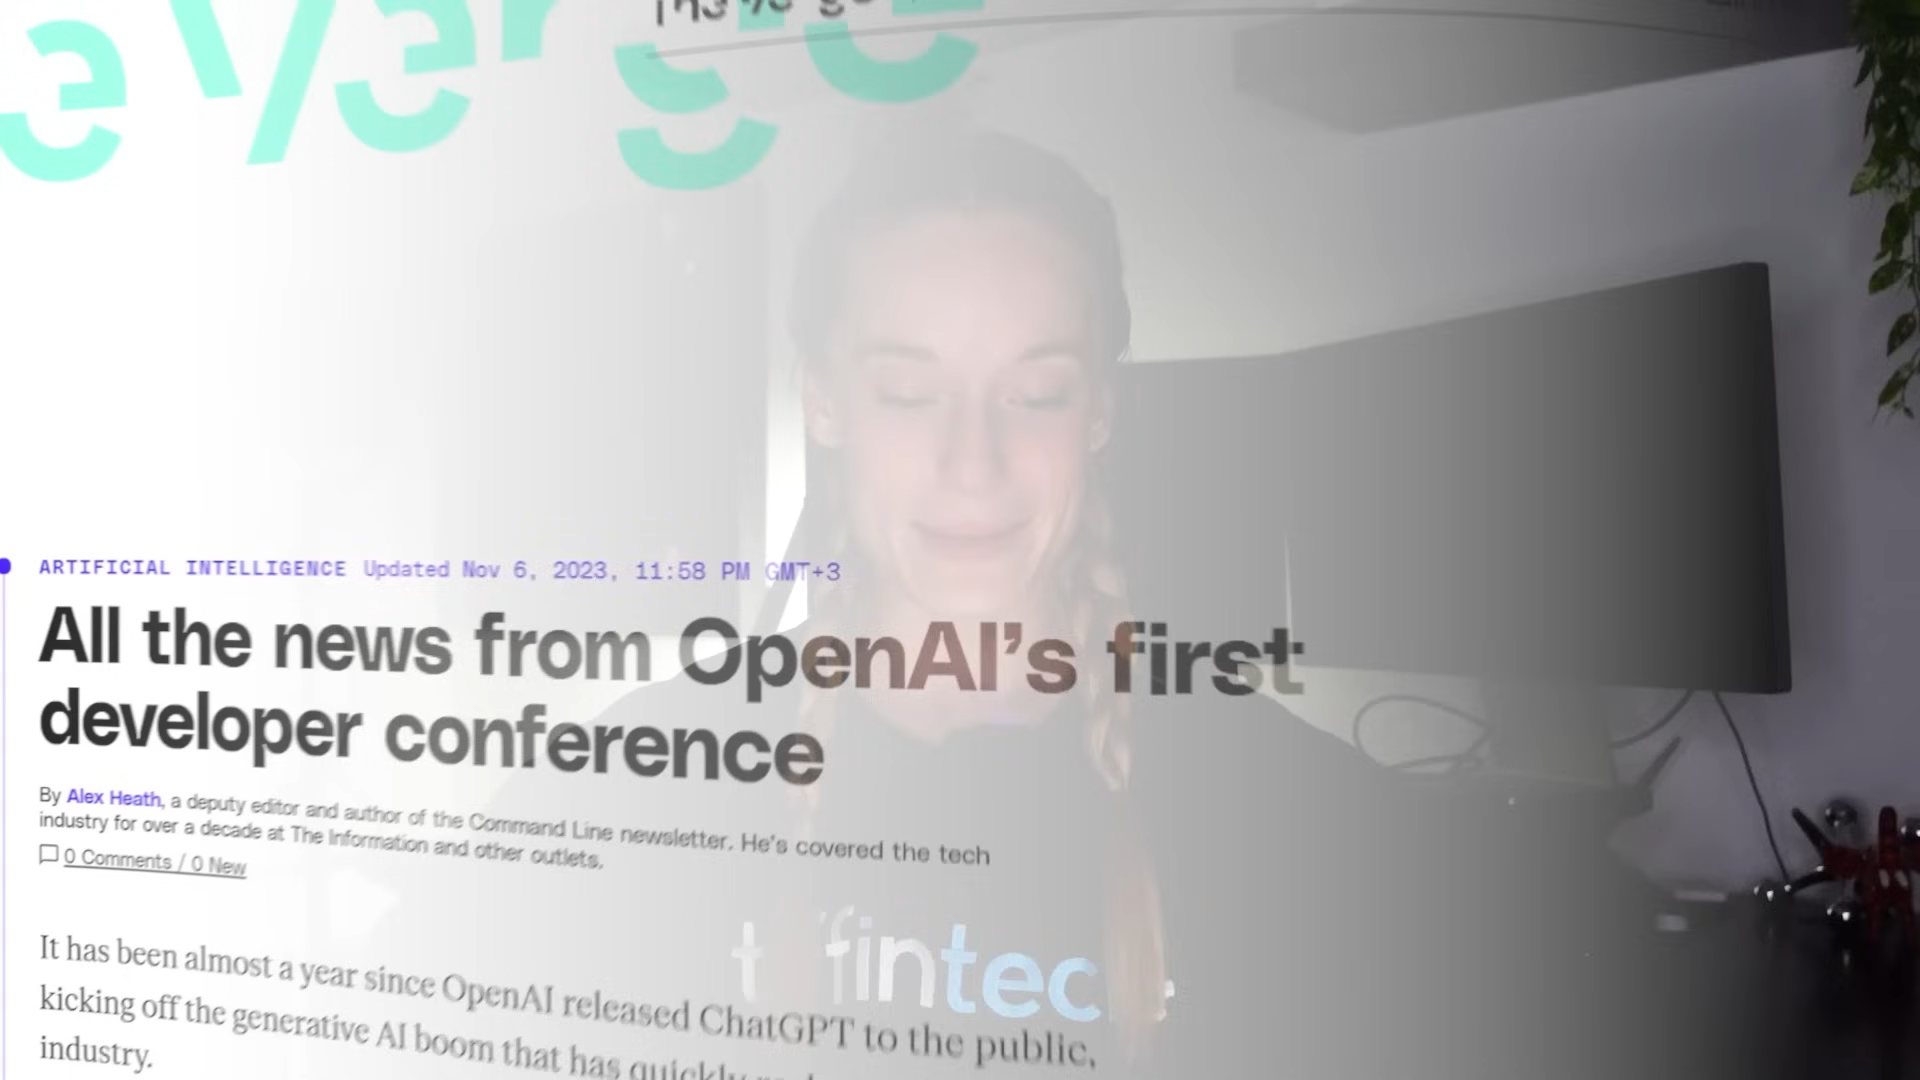 ARTIFICIAL INTELLIGENCE Updated Nov 6, 2023, 11:58 PM GMT+3
All the news from OpenAI's first
developer conference
By Alex Heath, a deputy editor and author of the Command Line newsletter. He's covered the tech
industry for over a decade at The Information and other outlets.
0 Comments / 0 New
fintec
It has been almost a year since OpenAI released ChatGPT to the public,
kicking off the generative AI boom that has quickly
industry.